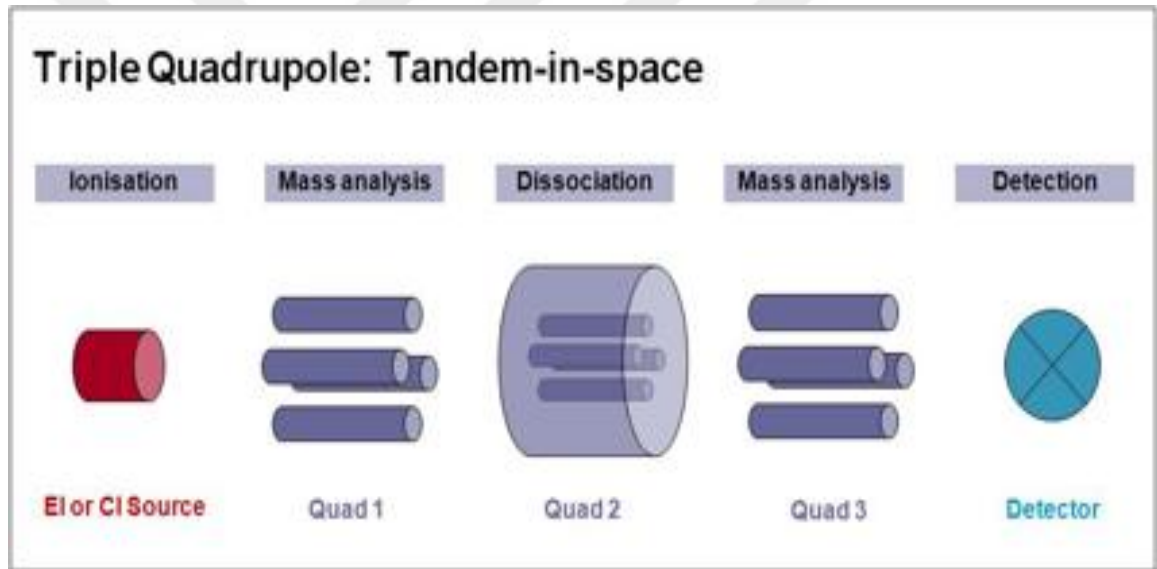 Triple Quadrupole: Tandem-in-space
Ionisation
Mass analysis
Dissociation
Mass analysis
Detection
EI or CI Source
Quad 1
Quad 2
Quad 3
Detector